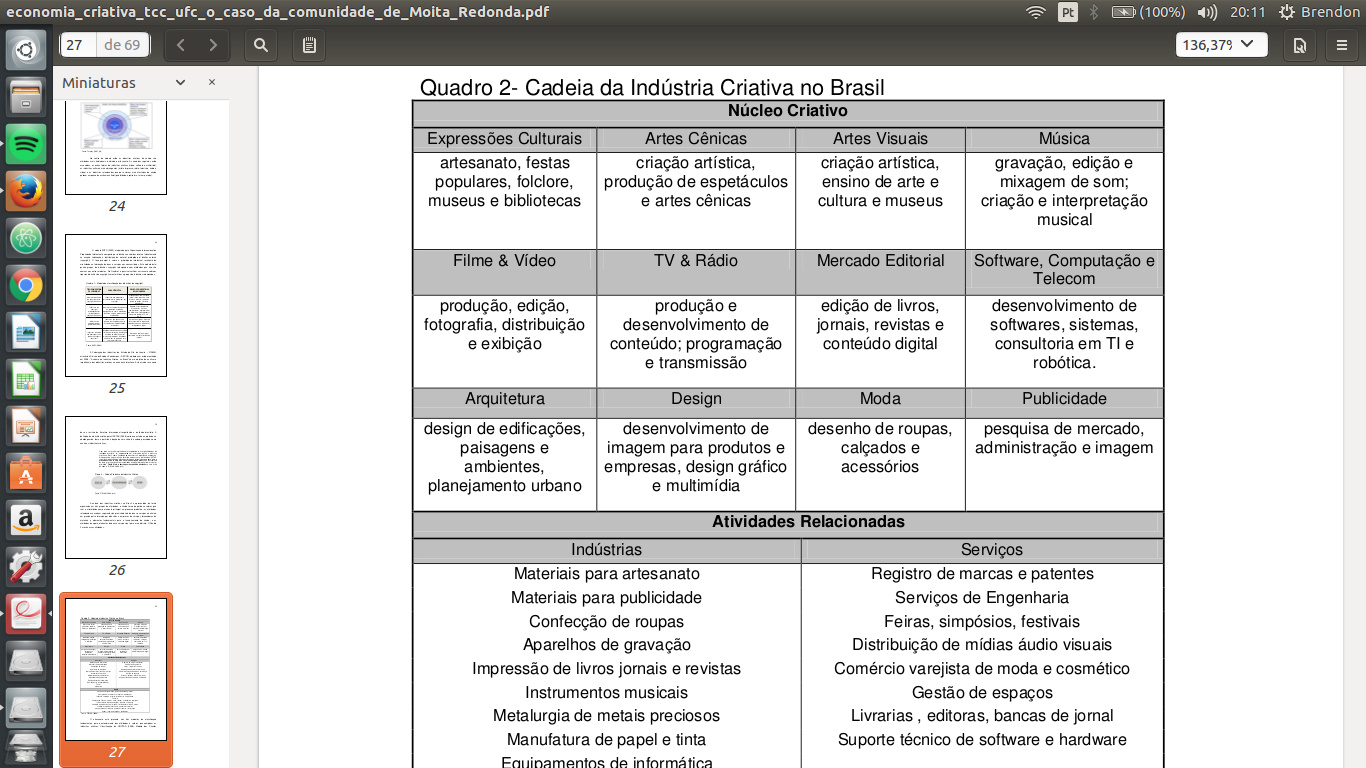 economia_criativa_tcc_ufc_o_caso_da_comunidade_de_Moita_Redonda.pdf
Pt
(100%)
20:11
Brendon
27
de 69
136,37%
Miniaturas
24
25
26
27
Quadro 2- Cadeia da Indústria Criativa no Brasil
Núcleo Criativo
Expressões Culturais
Artes Cênicas
Artes Visuais
Música
artesanato, festas
populares, folclore,
museus e bibliotecas
criação artística,
produção de espetáculos
e artes cênicas
criação artística,
ensino de arte e
cultura e museus
gravação, edição e
mixagem de som;
criação e interpretação
musical
Filme & Vídeo
TV & Rádio
Mercado Editorial
Software, Computação e
Telecom
produção, edição,
fotografia, distribuição
e exibição
produção e
desenvolvimento de
conteúdo; programação
e transmissão
edição de livros,
jornais, revistas e
conteúdo digital
desenvolvimento de
softwares, sistemas,
consultoria em TI e
robótica.
Arquitetura
Design
Moda
Publicidade
design de edificações,
paisagens e
ambientes,
planejamento urbano
desenvolvimento de
imagem para produtos e
empresas, design gráfico
e multimídia
desenho de roupas,
calçados e
acessórios
pesquisa de mercado,
administração e imagem
Atividades Relacionadas
Indústrias
Serviços
Materiais para artesanato
Registro de marcas e patentes
Materiais para publicidade
Serviços de Engenharia
Confecção de roupas
Feiras, simpósios, festivais
Aparelhos de gravação
Distribuição de mídias áudio visuais
Impressão de livros jornais e revistas
Comércio varejista de moda e cosmético
Instrumentos musicais
Gestão de espaços
Metalurgia de metais preciosos
Livrarias , editoras, bancas de jornal
Manufatura de papel e tinta
Suporte técnico de software e hardware
Equipamentos de informática